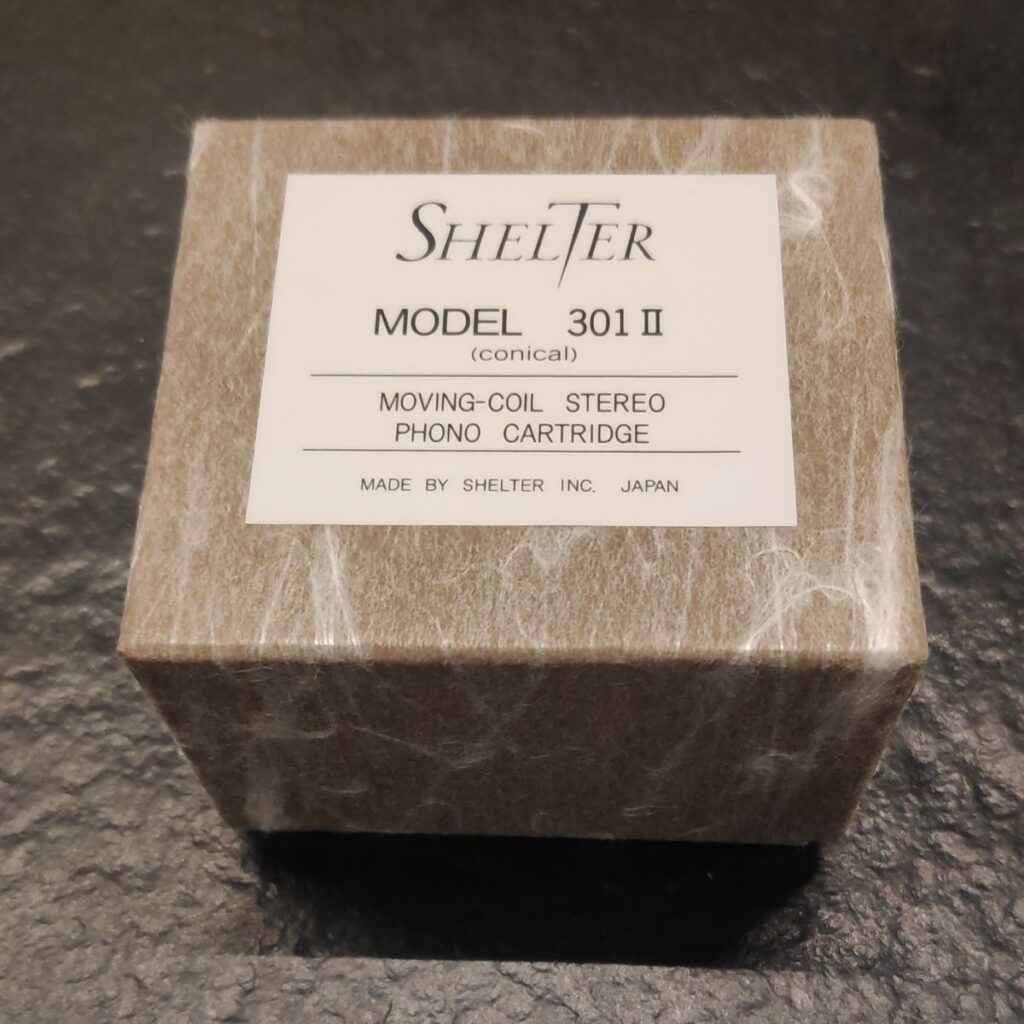 SHELTER
MODEL 301 II
(conical)
MOVING-COIL STEREO
PHONO CARTRIDGE
MADE BY SHELTER INC. JAPAN